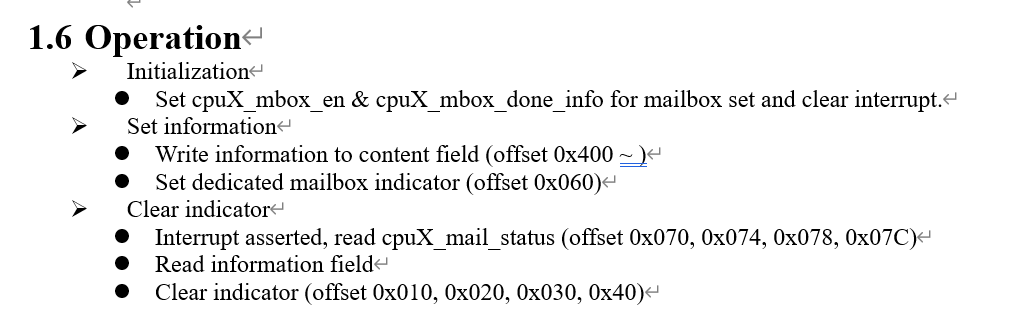 1.6 Operation
Initialization
Set cpuX_mbox_en & cpuX_mbox_done_info for mailbox set and clear interrupt.
Set information
Write information to content field (offset 0x400 ~ )
Set dedicated mailbox indicator (offset 0x060)
Clear indicator
Interrupt asserted, read cpuX_mail_status (offset 0x070, 0x074, 0x078, 0x07C)
Read information field
Clear indicator (offset 0x010, 0x020, 0x030, 0x40)